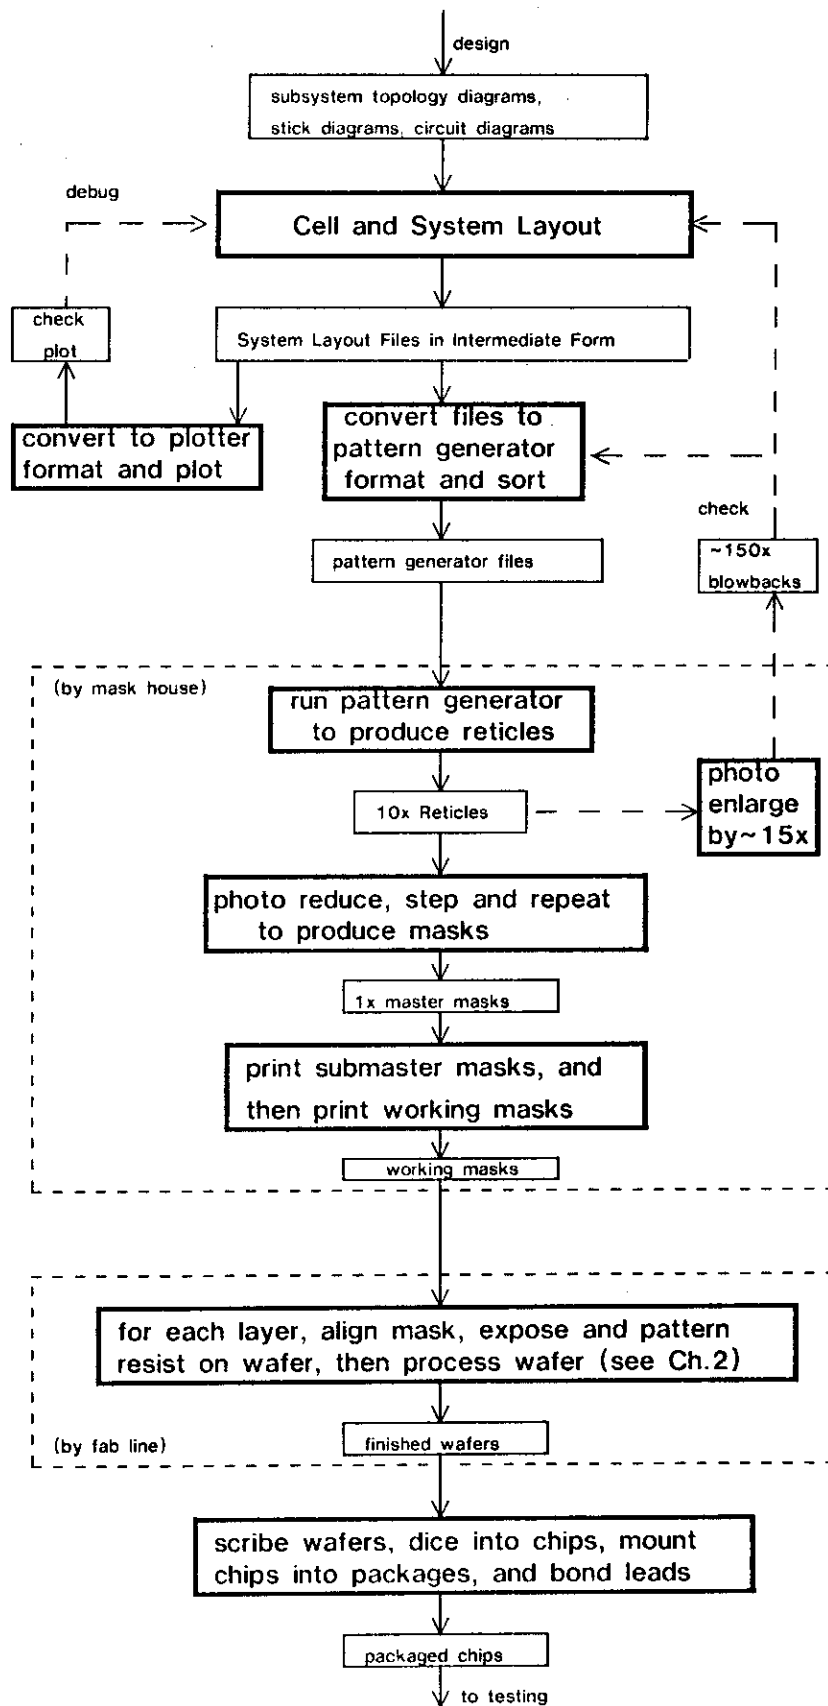 design
subsystem topology diagrams,
stick diagrams, circuit diagrams
debug
Cell and System Layout
check
plot
System Layout Files in Intermediate Form
convert to plotter
format and plot
convert files to
pattern generator
format and sort
check
~150x
blowbacks
pattern generator files
(by mask house)
run pattern generator
to produce reticles
10x Reticles
photo
enlarge
by~ 15x
photo reduce, step and repeat
to produce masks
1x master masks
print submaster masks, and
then print working masks
working masks
for each layer, align mask, expose and pattern
resist on wafer, then process wafer (see Ch.2)
(by fab line)
finished wafers
scribe wafers, dice into chips, mount
chips into packages, and bond leads
packaged chips
to testing